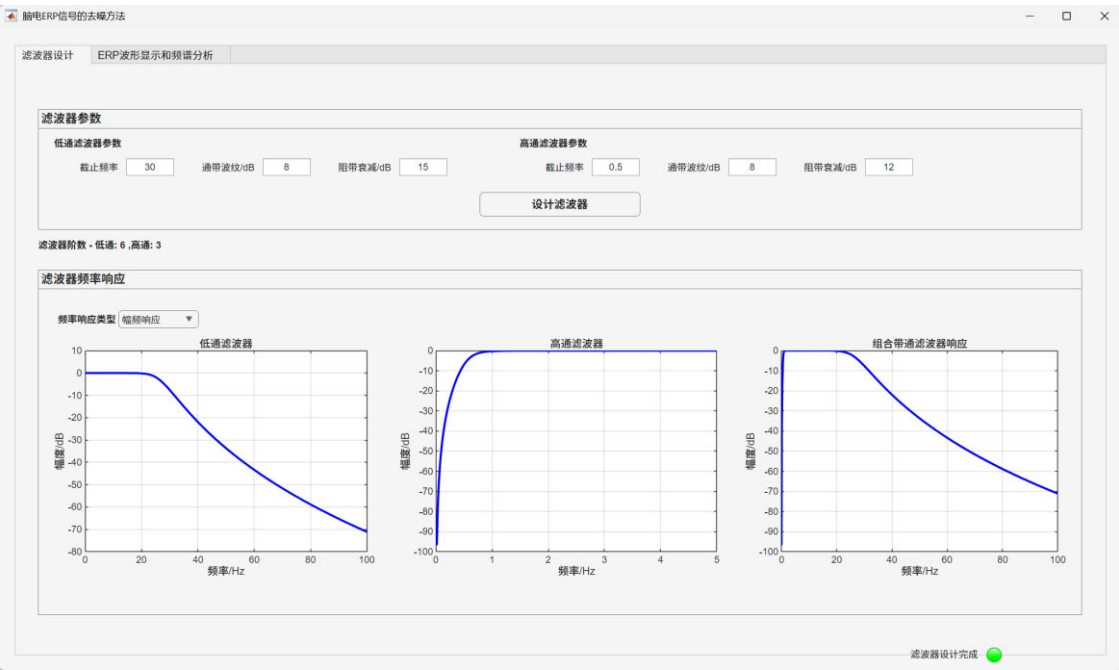 脑电ERP信号的去噪方法
滤波器设计 ERP波形显示和频谱分析
滤波器参数
低通滤波器参数 高通滤波器参数
截止频率 30 通带波纹/dB 8 阻带衰减/dB 15 截止频率 0.5 通带波纹/dB 8 阻带衰减/dB 12
设计滤波器
滤波器阶数 - 低通: 6 ,高通: 3
滤波器频率响应
频率响应类型 幅频响应
低通滤波器
10
0
-10
-20
-30
-40
-50
-60
-70
-80
幅度/dB
0 20 40 60 80 100
频率/Hz
高通滤波器
0
-10
-20
-30
-40
-50
-60
-70
-80
-90
-100
幅度/dB
0 1 2 3 4 5
频率/Hz
组合带通滤波器响应
0
-10
-20
-30
-40
-50
-60
-70
-80
-90
-100
幅度/dB
0 20 40 60 80 100
频率/Hz
滤波器设计完成